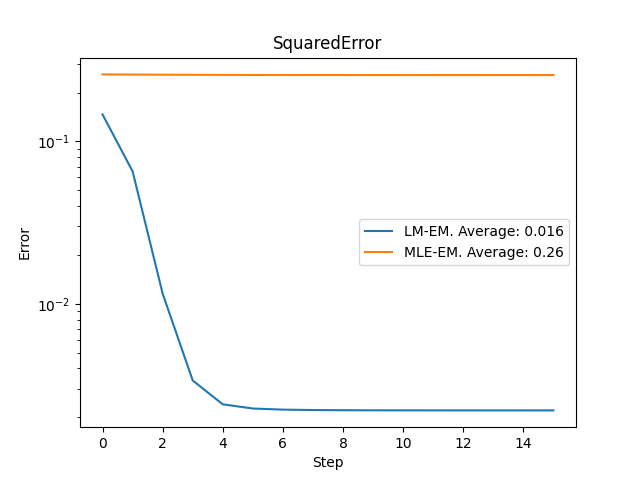 SquaredError
Error
10⁻¹
10⁻²
LM-EM. Average: 0.016
MLE-EM. Average: 0.26
0 2 4 6 8 10 12 14
Step